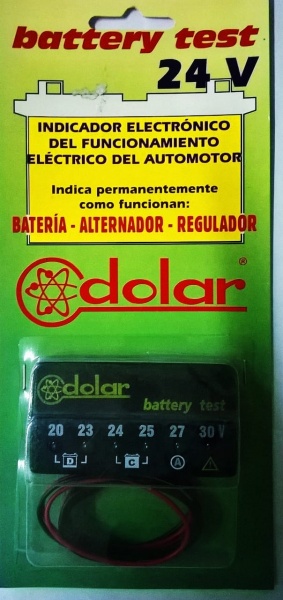 battery test
24 V
INDICADOR ELECTRÓNICO
DEL FUNCIONAMIENTO
ELÉCTRICO DEL AUTOMOTOR
Indica permanentemente
como funcionan:
BATERÍA - ALTERNADOR - REGULADOR
dolar ®
dolar
battery test
20 23 24 25 27 30 V
D C A